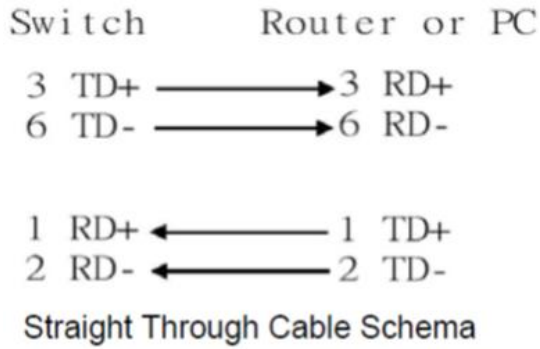 Switch Router or PC
3 TD+ 3 RD+
6 TD- 6 RD-
1 RD+ 1 TD+
2 RD- 2 TD-
Straight Through Cable Schema